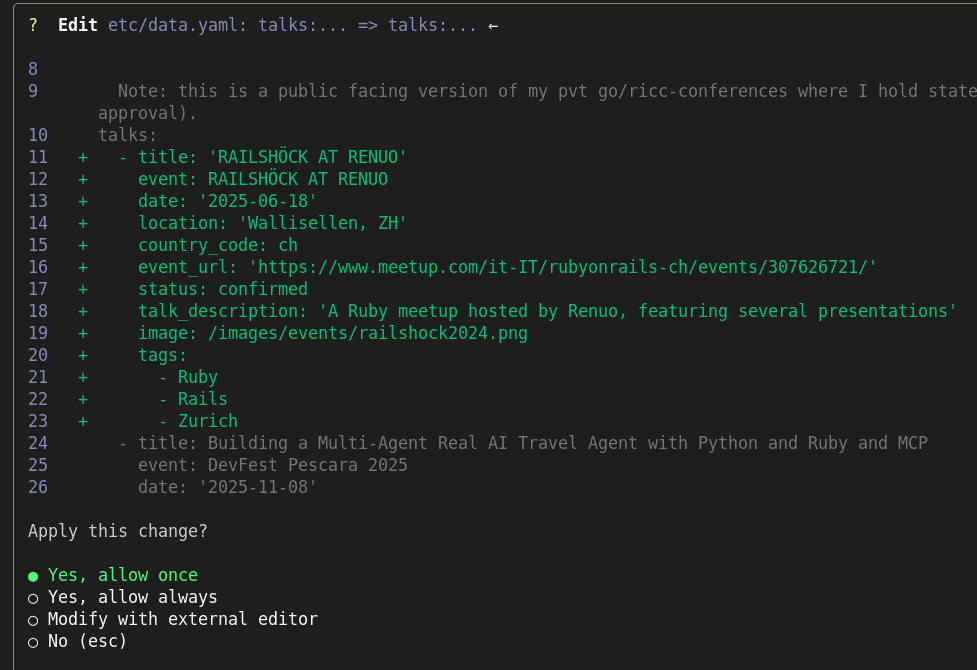 ? Edit etc/data.yaml: talks:... => talks:... ←
8
9 Note: this is a public facing version of my pvt go/ricc-conferences where I hold state
approval).
10 talks:
11 + - title: 'RAILSHÖCK AT RENUO'
12 + event: RAILSHÖCK AT RENUO
13 + date: '2025-06-18'
14 + location: 'Wallisellen, ZH'
15 + country_code: ch
16 + event_url: 'https://www.meetup.com/it-IT/rubyonrails-ch/events/307626721/'
17 + status: confirmed
18 + talk_description: 'A Ruby meetup hosted by Renuo, featuring several presentations'
19 + image: /images/events/railshock2024.png
20 + tags:
21 + - Ruby
22 + - Rails
23 + - Zurich
24 - title: Building a Multi-Agent Real AI Travel Agent with Python and Ruby and MCP
25 event: DevFest Pescara 2025
26 date: '2025-11-08'
Apply this change?
● Yes, allow once
○ Yes, allow always
○ Modify with external editor
○ No (esc)